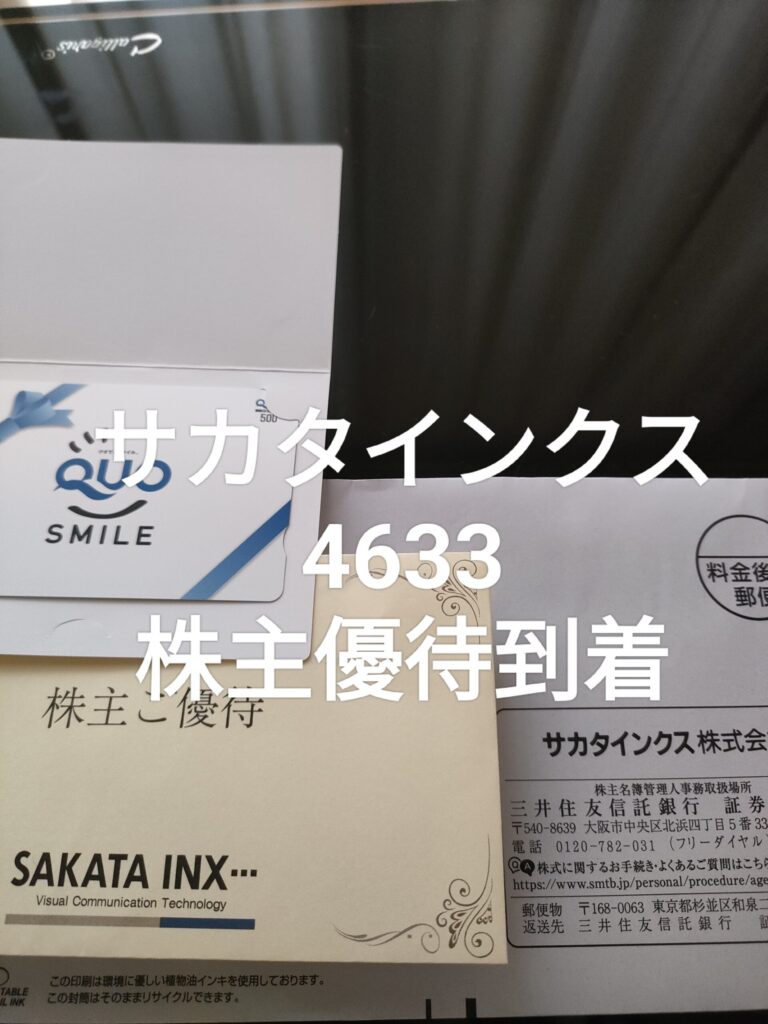 Calligaris
500
QUO
SMILE
サカタインクス
4633
株主優待到着
料金後
郵便
株主ご優待
SAKATA INX
Visual Communication Technology
サカタインクス株式会
株主名簿管理人事務取扱場所
三井住友信託銀行 証券
〒540-8639 大阪市中央区北浜四丁目5番33
電話 0120-782-031 (フリーダイヤル)
QA 株式に関するお手続き・よくあるご質問はこちら
https://www.smtb.jp/personal/procedure/age
郵便物 〒168-0063 東京都杉並区和泉二
返送先 三井住友信託銀行 証
この印刷は環境に優しい植物油インキを使用しております。
この封筒はそのままリサイクルできます。